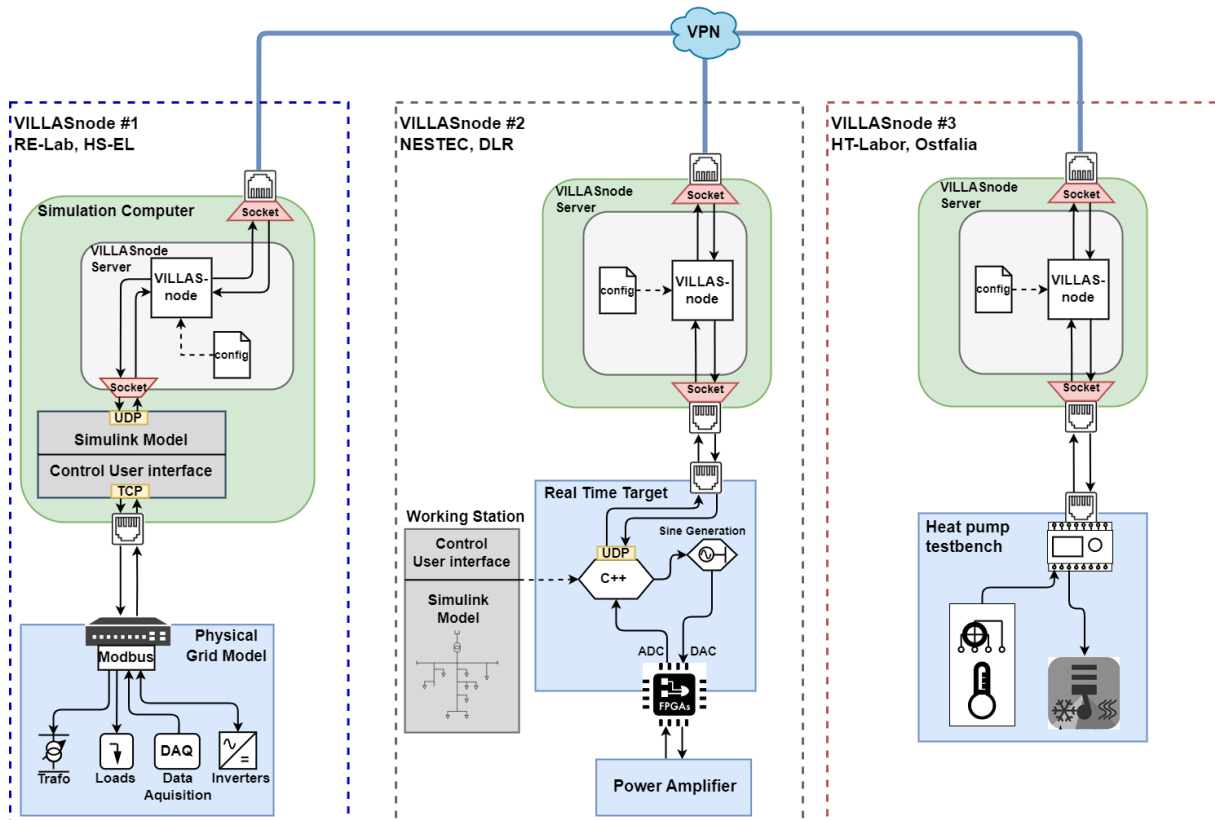 VPN
VILLASnode #1
RE-Lab, HS-EL
Simulation Computer
Socket
VILLASnode
Server
VILLAS-
node
config
Socket
UDP
Simulink Model
Control User interface
TCP
Modbus
Physical
Grid Model
Trafo
Loads
DAQ
Data
Aquisition
Inverters
VILLASnode #2
NESTEC, DLR
VILLASnode
Server
Socket
config
VILLAS-
node
Socket
Real Time Target
Working Station
Control
User interface
Simulink
Model
UDP
C++
Sine Generation
ADC
DAC
FPGAs
Power Amplifier
VILLASnode #3
HT-Labor, Ostfalia
VILLASnode
Server
Socket
config
VILLAS-
node
Socket
Heat pump
testbench